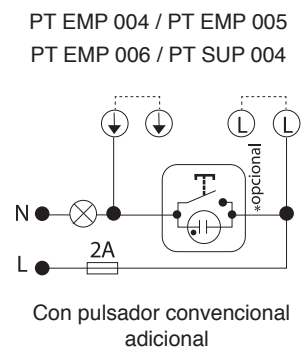 PT EMP 004 / PT EMP 005
PT EMP 006 / PT SUP 004
L L
*opcional
N
2A
L
Con pulsador convencional
adicional